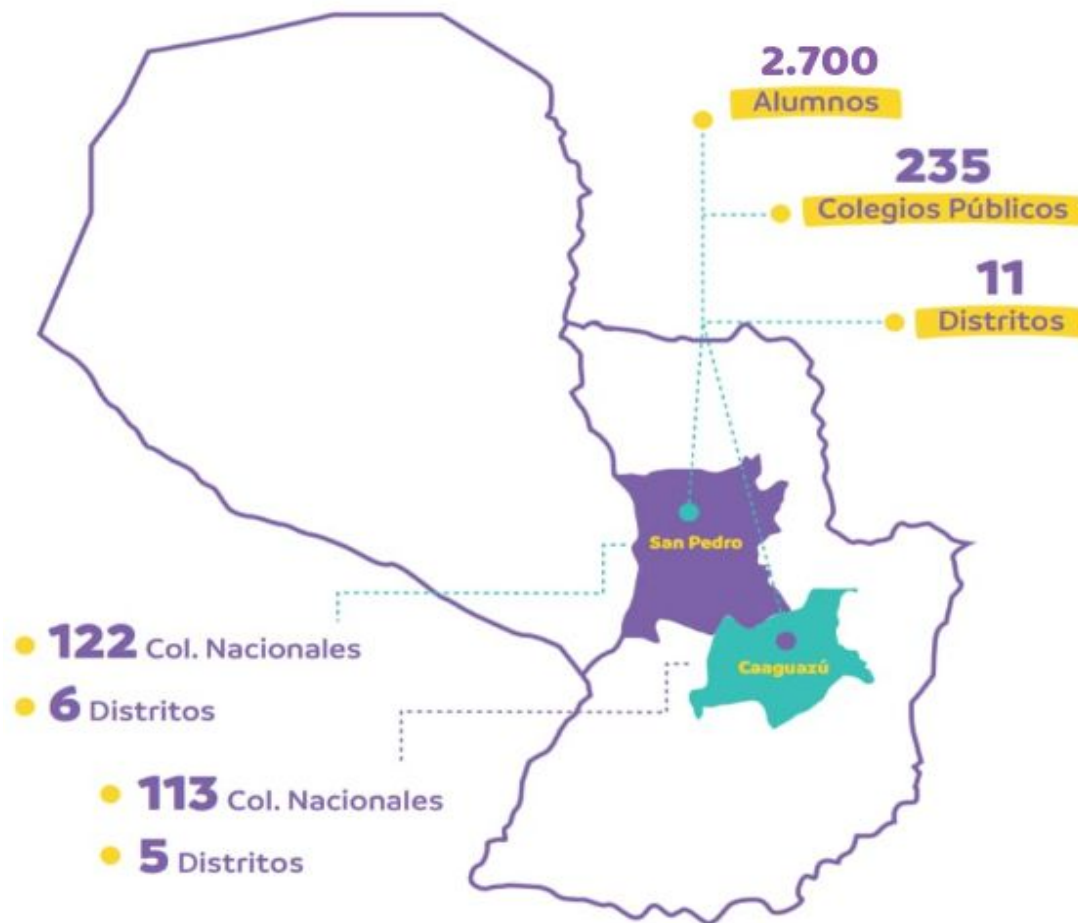 2.700
Alumnos
235
Colegios Públicos
11
Distritos
San Pedro
Caaguazú
122 Col. Nacionales
6 Distritos
113 Col. Nacionales
5 Distritos